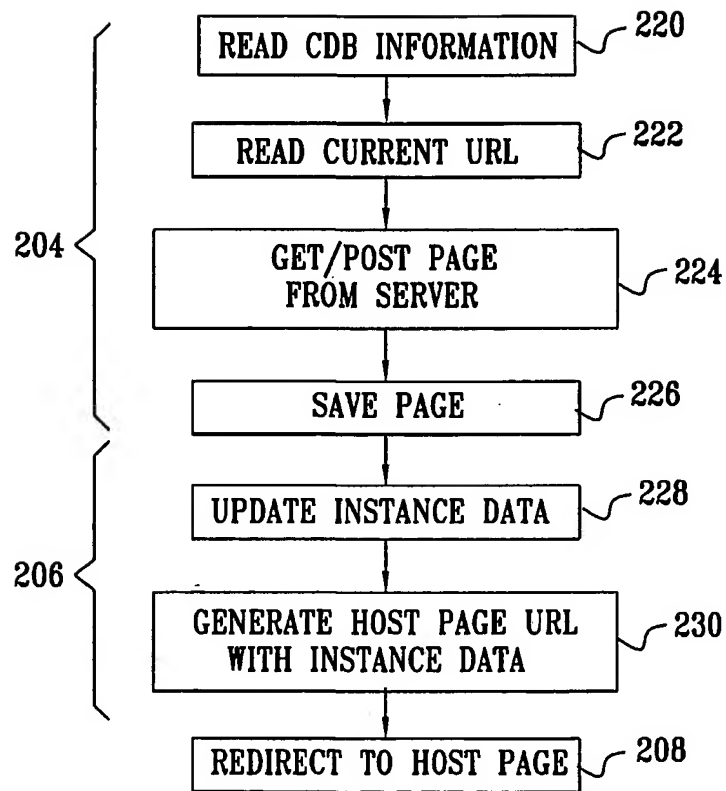 READ CDB INFORMATION
220
READ CURRENT URL
222
204
GET/POST PAGE
FROM SERVER
224
SAVE PAGE
226
UPDATE INSTANCE DATA
228
206
GENERATE HOST PAGE URL
WITH INSTANCE DATA
230
REDIRECT TO HOST PAGE
208